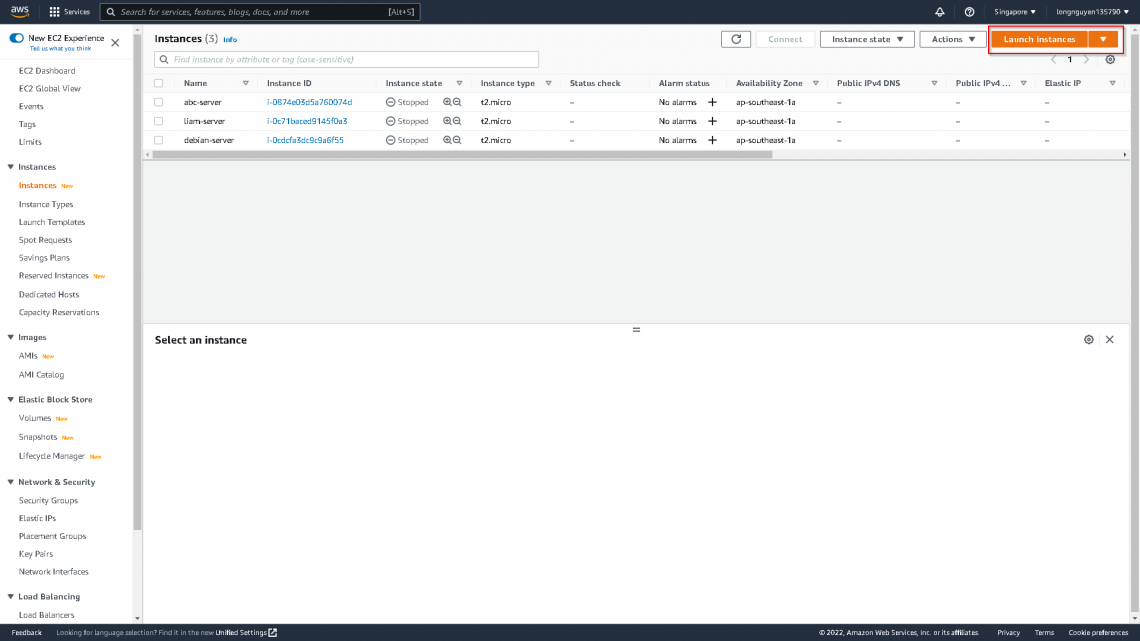 aws Services Search for services, features, blogs, docs, and more [Alt+S] Singapore longnguyen135790
New EC2 Experience
Tell us what you think
EC2 Dashboard
EC2 Global View
Events
Tags
Limits
Instances
Instances New
Instance Types
Launch Templates
Spot Requests
Savings Plans
Reserved Instances New
Dedicated Hosts
Capacity Reservations
Images
AMIs New
AMI Catalog
Elastic Block Store
Volumes New
Snapshots New
Lifecycle Manager New
Network & Security
Security Groups
Elastic IPs
Placement Groups
Key Pairs
Network Interfaces
Load Balancing
Load Balancers
Instances (3) Info Connect Instance state Actions Launch instances
Find instance by attribute or tag (case-sensitive) 1
Name Instance ID Instance state Instance type Status check Alarm status Availability Zone Public IPv4 DNS Public IPv4 ... Elastic IP
abc-server i-0874e03d5a760074d Stopped t2.micro – No alarms + ap-southeast-1a – – –
liam-server i-0c71baced9145f0a3 Stopped t2.micro – No alarms + ap-southeast-1a – – –
debian-server i-0cdcfa3dc9c9a6f55 Stopped t2.micro – No alarms + ap-southeast-1a – – –
Select an instance
Feedback Looking for language selection? Find it in the new Unified Settings © 2022, Amazon Web Services, Inc. or its affiliates. Privacy Terms Cookie preferences